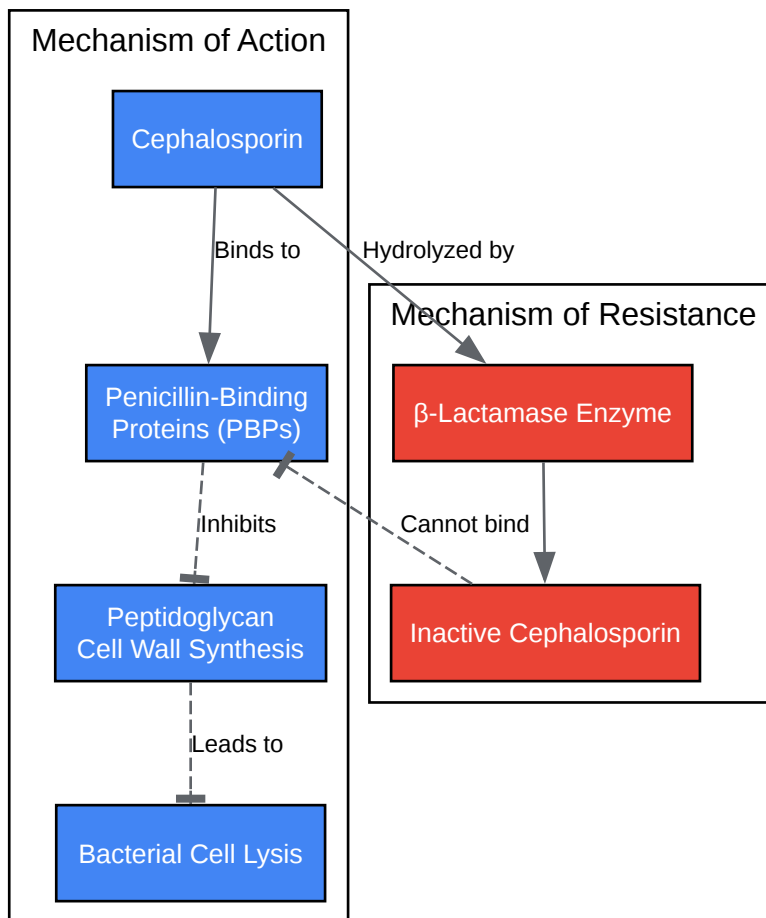 Mechanism of Action
Cephalosporin
Binds to
Hydrolyzed by
Mechanism of Resistance
Penicillin-Binding
Proteins (PBPs)
β-Lactamase Enzyme
Inhibits
Cannot bind
Peptidoglycan
Cell Wall Synthesis
Inactive Cephalosporin
Leads to
Bacterial Cell Lysis